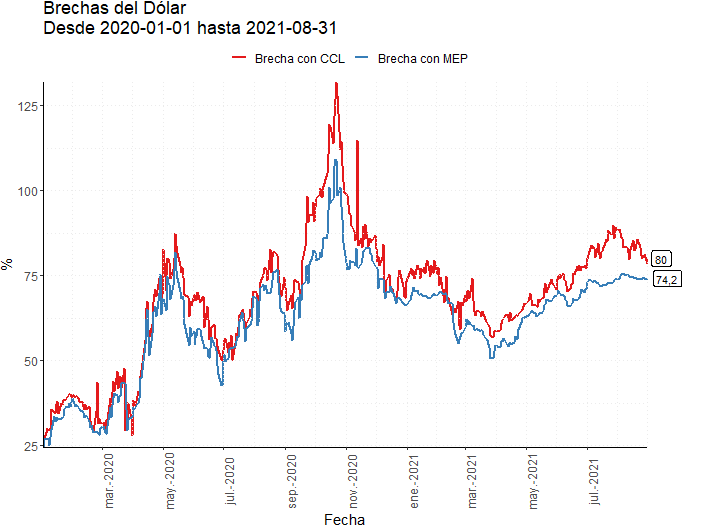 Brechas del Dólar
Desde 2020-01-01 hasta 2021-08-31
Brecha con CCL
Brecha con MEP
%
125
100
75
50
25
80
74,2
mar.-2020
may.-2020
jul.-2020
sep.-2020
nov.-2020
ene.-2021
mar.-2021
may.-2021
jul.-2021
Fecha